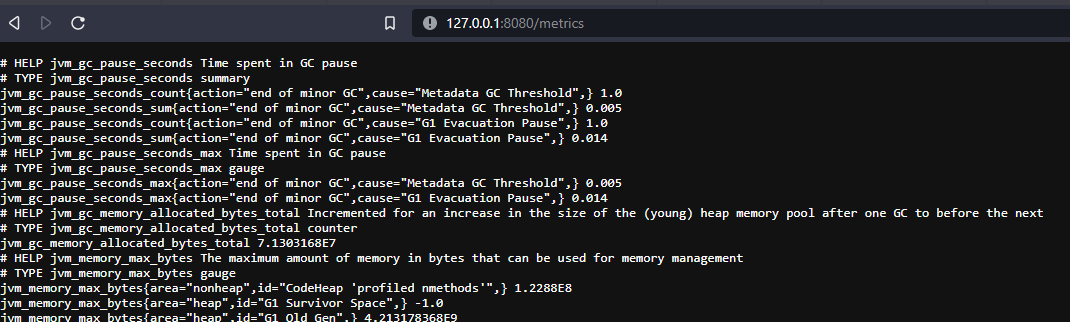 127.0.0.1:8080/metrics
# HELP jvm_gc_pause_seconds Time spent in GC pause
# TYPE jvm_gc_pause_seconds summary
jvm_gc_pause_seconds_count{action="end of minor GC",cause="Metadata GC Threshold",} 1.0
jvm_gc_pause_seconds_sum{action="end of minor GC",cause="Metadata GC Threshold",} 0.005
jvm_gc_pause_seconds_count{action="end of minor GC",cause="G1 Evacuation Pause",} 1.0
jvm_gc_pause_seconds_sum{action="end of minor GC",cause="G1 Evacuation Pause",} 0.014
# HELP jvm_gc_pause_seconds_max Time spent in GC pause
# TYPE jvm_gc_pause_seconds_max gauge
jvm_gc_pause_seconds_max{action="end of minor GC",cause="Metadata GC Threshold",} 0.005
jvm_gc_pause_seconds_max{action="end of minor GC",cause="G1 Evacuation Pause",} 0.014
# HELP jvm_gc_memory_allocated_bytes_total Incremented for an increase in the size of the (young) heap memory pool after one GC to before the next
# TYPE jvm_gc_memory_allocated_bytes_total counter
jvm_gc_memory_allocated_bytes_total 7.1303168E7
# HELP jvm_memory_max_bytes The maximum amount of memory in bytes that can be used for memory management
# TYPE jvm_memory_max_bytes gauge
jvm_memory_max_bytes{area="nonheap",id="CodeHeap 'profiled nmethods'",} 1.2288E8
jvm_memory_max_bytes{area="heap",id="G1 Survivor Space",} -1.0
jvm_memory_max_bytes{area="heap",id="G1 Old Gen",} 4.213178368E9